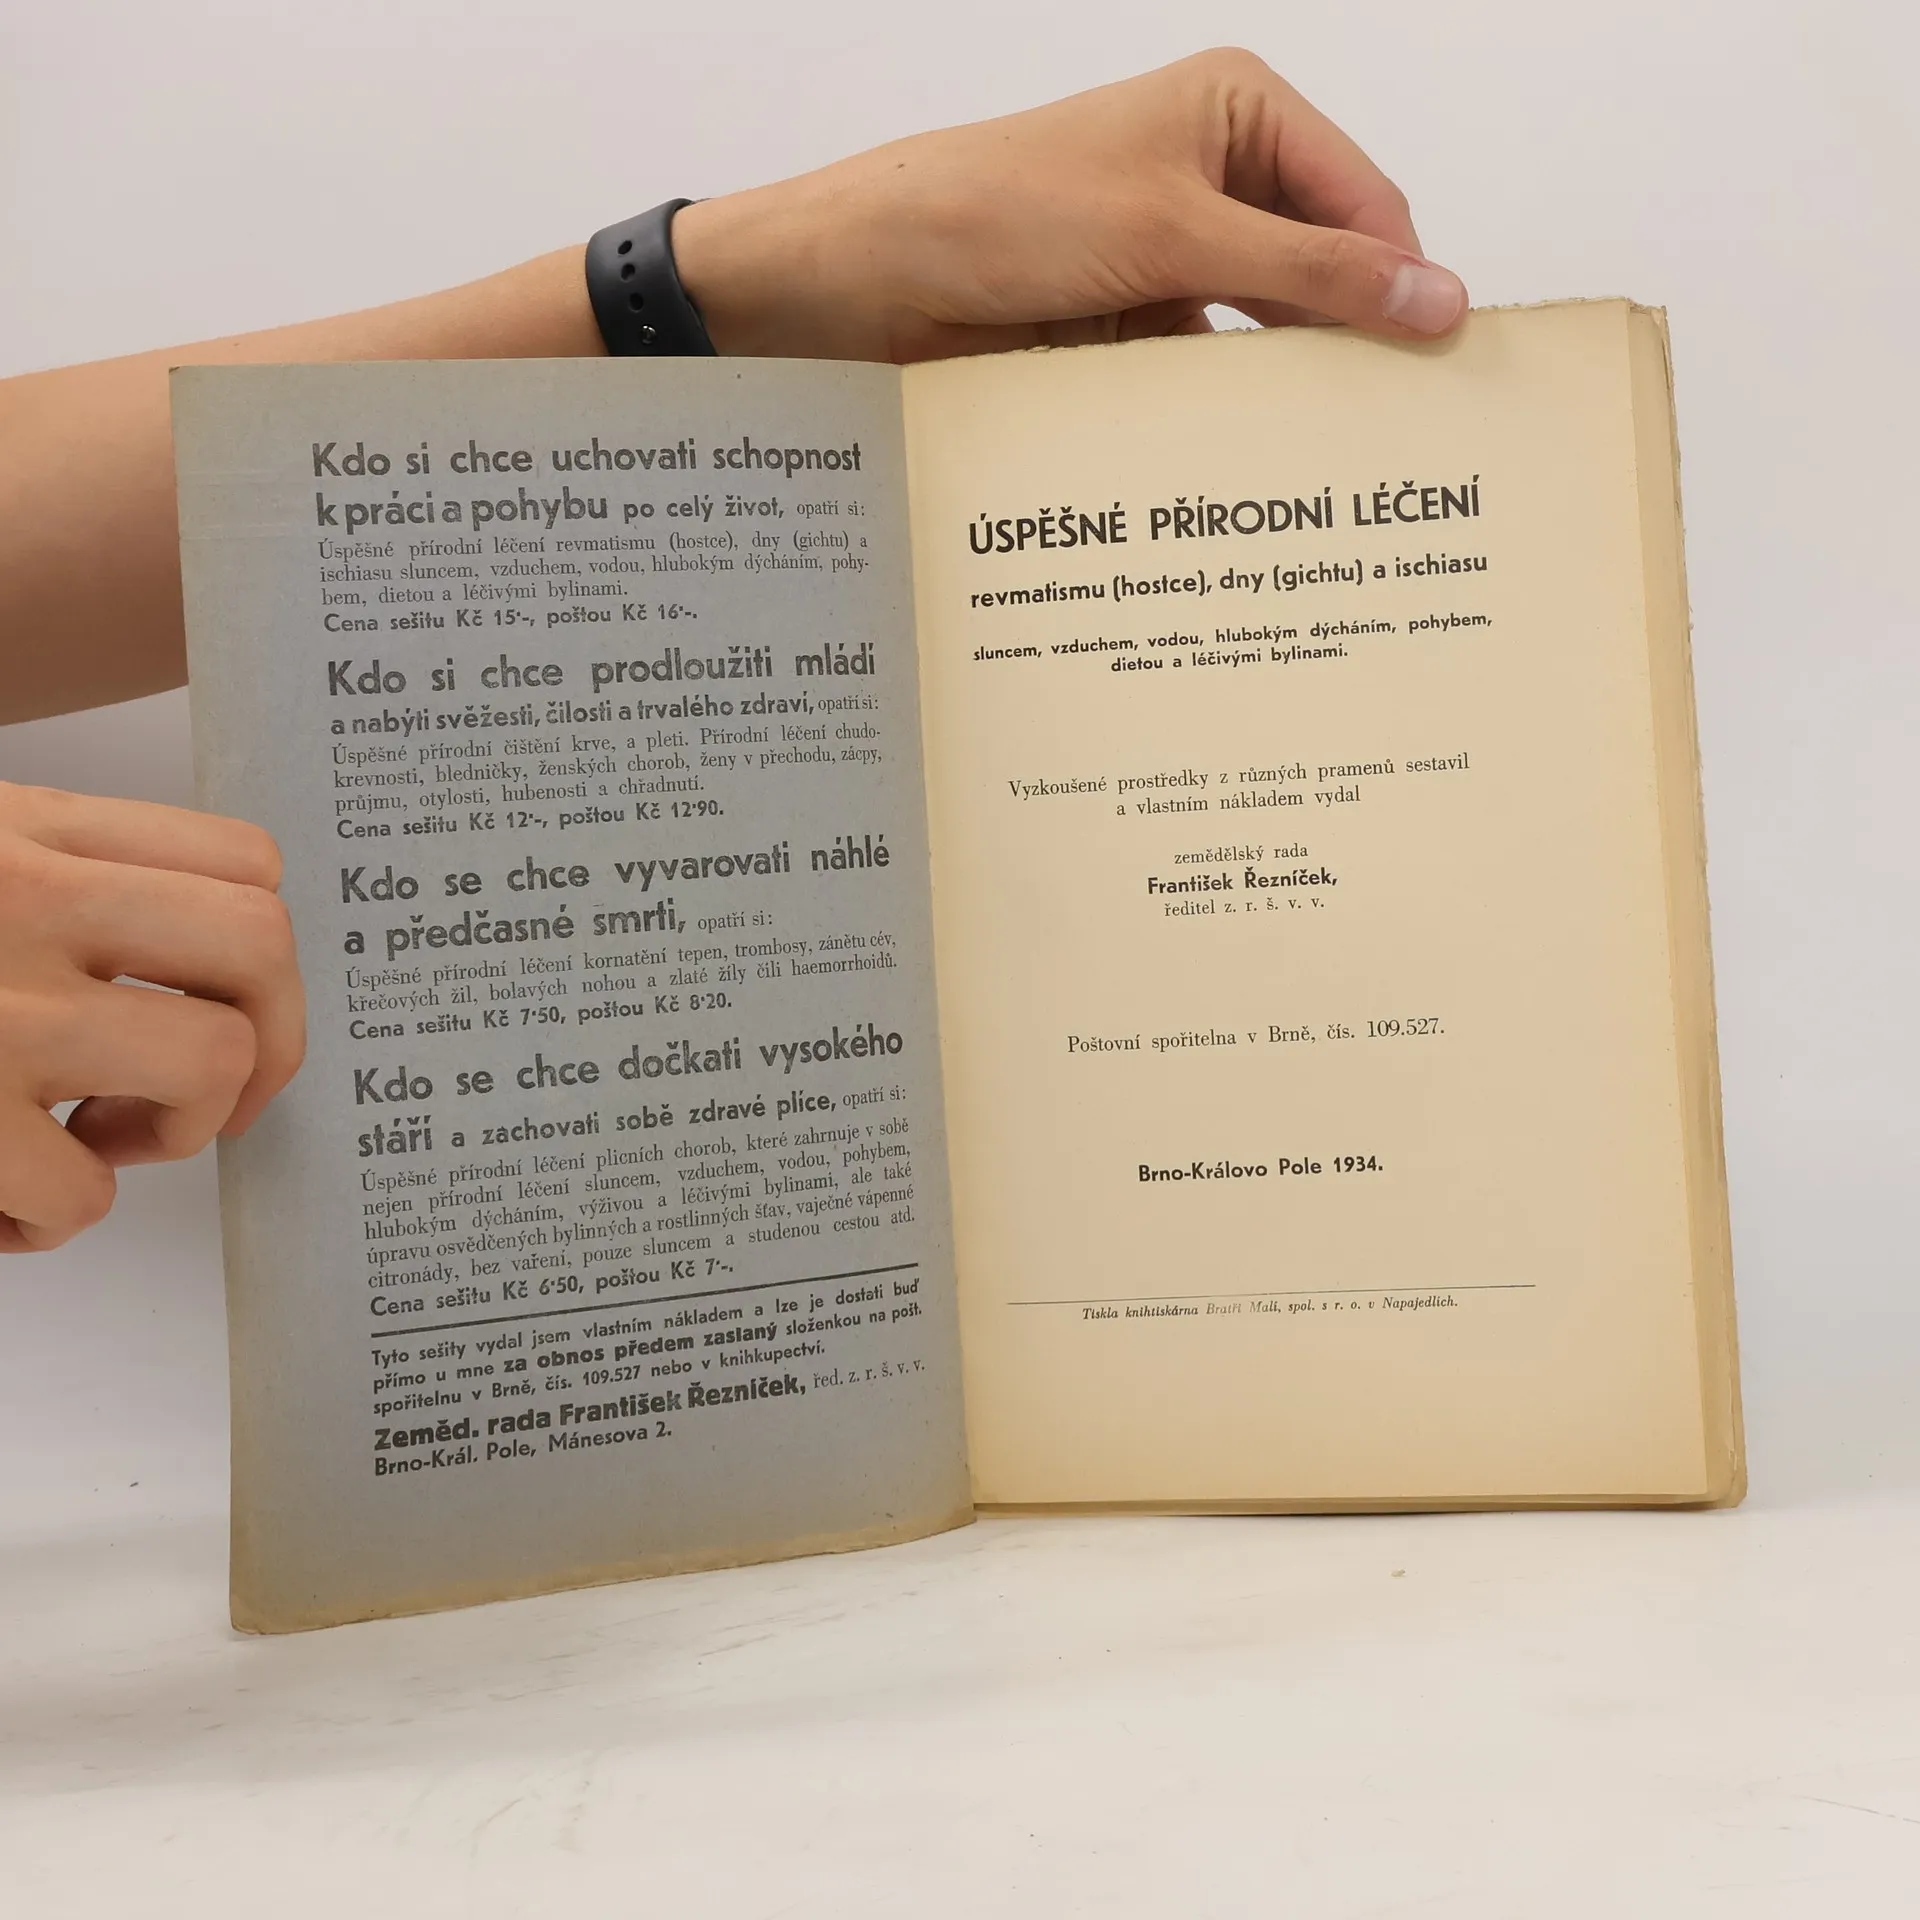 Kdo si chce uchovati schopnost
k práci a pohybu po celý život, opatří si:
Úspěšné přírodní léčení revmatismu (hostce), dny (gichtu) a
ischiasu sluncem, vzduchem, vodou, hlubokým dýcháním, pohy-
bem, dietou a léčivými bylinami.
Cena sešitu Kč 15·-, poštou Kč 16·-.
Kdo si chce prodloužiti mládí
a nabýti svěžesti, čilosti a trvalého zdraví, opatří si:
Úspěšné přírodní čištění krve, a pleti. Přírodní léčení chudo-
krevnosti, bledničky, ženských chorob, ženy v přechodu, zácpy,
průjmu, otylosti, hubenosti a chřadnutí.
Cena sešitu Kč 12·-, poštou Kč 12·90.
Kdo se chce vyvarovati náhlé
a předčasné smrti, opatří si:
Úspěšné přírodní léčení kornatění tepen, trombosy, zánětu cév,
křečových žil, bolavých nohou a zlaté žíly čili haemorrhoidů.
Cena sešitu Kč 7·50, poštou Kč 8·20.
Kdo se chce dočkati vysokého
stáří a zachovati sobě zdravé plíce, opatří si:
Úspěšné přírodní léčení plicních chorob, které zahrnuje v sobě
nejen přírodní léčení sluncem, vzduchem, vodou, pohybem,
hlubokým dýcháním, výživou a léčivými bylinami, ale také
úpravu osvědčených bylinných a rostlinných šťav, vaječné vápenné
citronády, bez vaření, pouze sluncem a studenou cestou atd.
Cena sešitu Kč 6·50, poštou Kč 7·-.
Tyto sešity vydal jsem vlastním nákladem a lze je dostati buď
přímo u mne za obnos předem zaslaný složenkou na pošt.
spořitelnu v Brně, čís. 109.527 nebo v knihkupectví.
Zeměd. rada František Řezníček, řed. z. r. š. v. v.
Brno-Král. Pole, Mánesova 2.
ÚSPĚŠNÉ PŘÍRODNÍ LÉČENÍ
revmatismu (hostce), dny (gichtu) a ischiasu
sluncem, vzduchem, vodou, hlubokým dýcháním, pohybem,
dietou a léčivými bylinami.
Vyzkoušené prostředky z různých pramenů sestavil
a vlastním nákladem vydal
zemědělský rada
František Řezníček,
ředitel z. r. š. v. v.
Poštovní spořitelna v Brně, čís. 109.527.
Brno-Královo Pole 1934.
Tiskla knihtiskárna Bratří Malí, spol. s r. o. v Napajedlích.